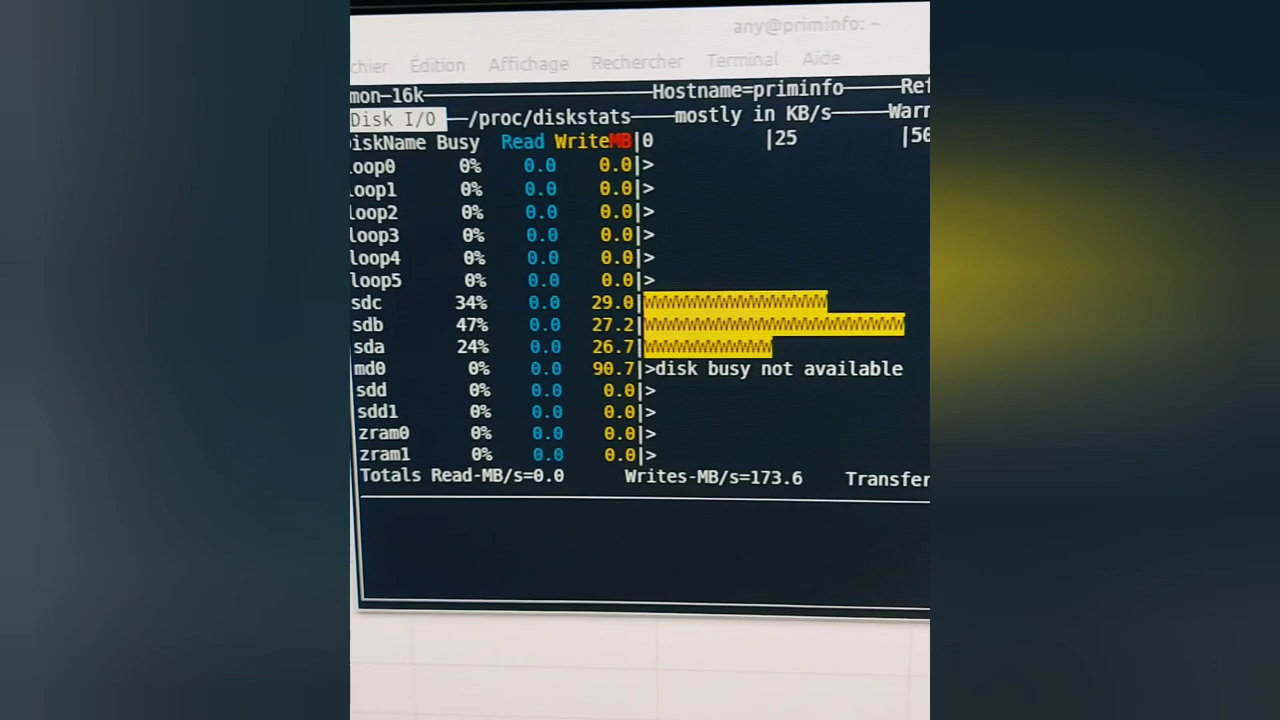 any@priminfo: ~
chier Édition Affichage Rechercher Terminal Aide
mon─16k Hostname=priminfo Ref
Disk I/O /proc/diskstats mostly in KB/s Warn
iskName Busy Read WriteMB|0 |25 |50
loop0 0% 0.0 0.0|>
loop1 0% 0.0 0.0|>
loop2 0% 0.0 0.0|>
loop3 0% 0.0 0.0|>
loop4 0% 0.0 0.0|>
loop5 0% 0.0 0.0|>
sdc 34% 0.0 29.0|WWWWWWWWWWWWWWWWW
sdb 47% 0.0 27.2|WWWWWWWWWWWWWWWWWWWWWWWW
sda 24% 0.0 26.7|WWWWWWWWWWWW
md0 0% 0.0 90.7|>disk busy not available
sdd 0% 0.0 0.0|>
sdd1 0% 0.0 0.0|>
zram0 0% 0.0 0.0|>
zram1 0% 0.0 0.0|>
Totals Read-MB/s=0.0 Writes-MB/s=173.6 Transfer